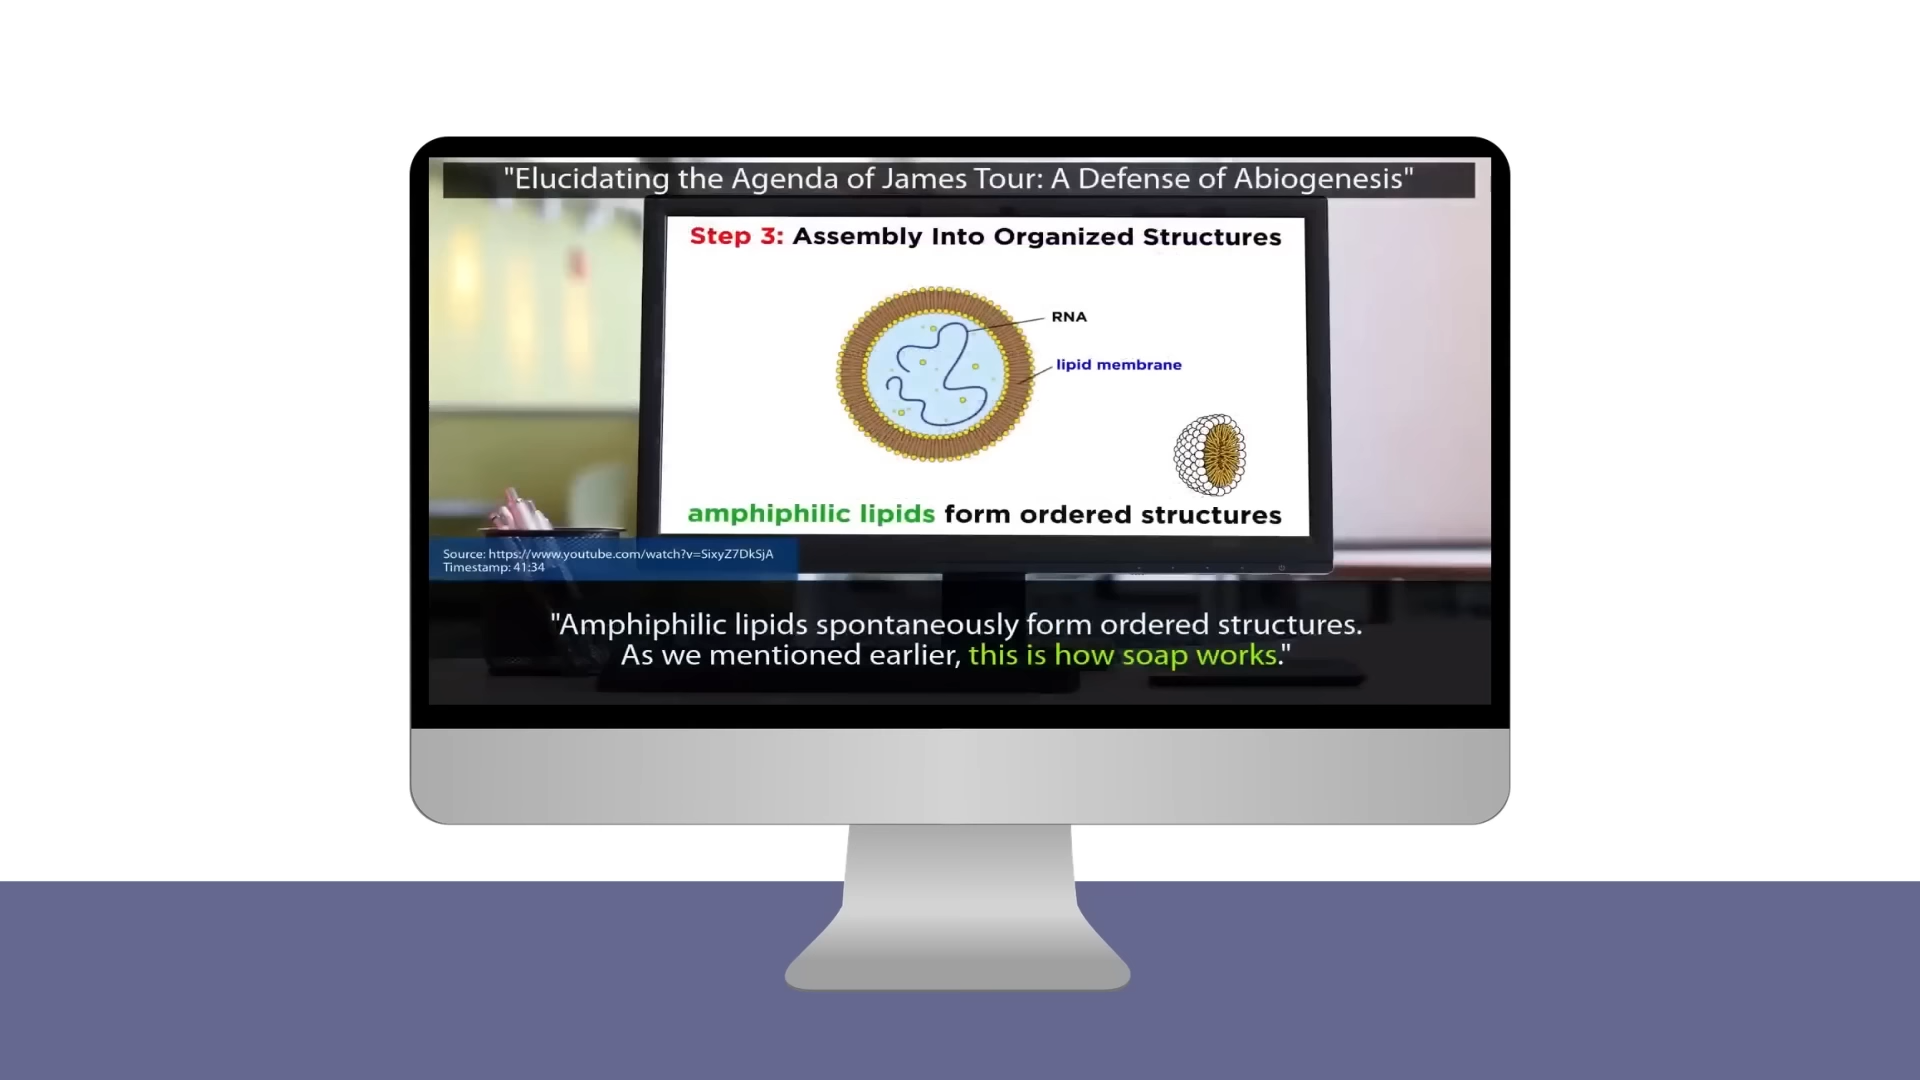 "Elucidating the Agenda of James Tour: A Defense of Abiogenesis"
Step 3: Assembly Into Organized Structures
RNA
lipid membrane
amphiphilic lipids form ordered structures
Source: https://www.youtube.com/watch?v=SixyZ7DkSjA
Timestamp: 41:34
"Amphiphilic lipids spontaneously form ordered structures.
As we mentioned earlier, this is how soap works."